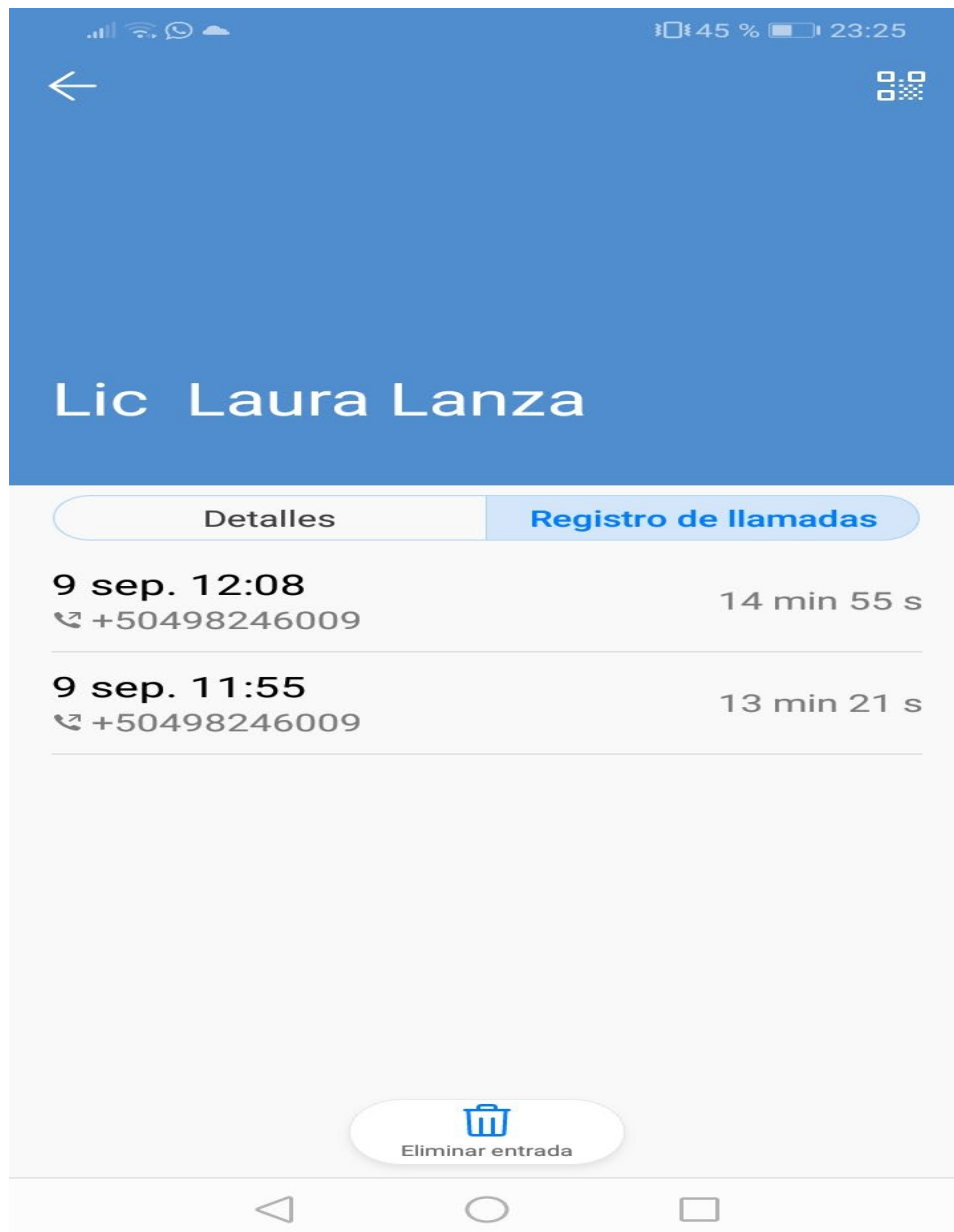 45 % 23:25
Lic Laura Lanza
Detalles Registro de llamadas
9 sep. 12:08
+50498246009 14 min 55 s
9 sep. 11:55
+50498246009 13 min 21 s
Eliminar entrada